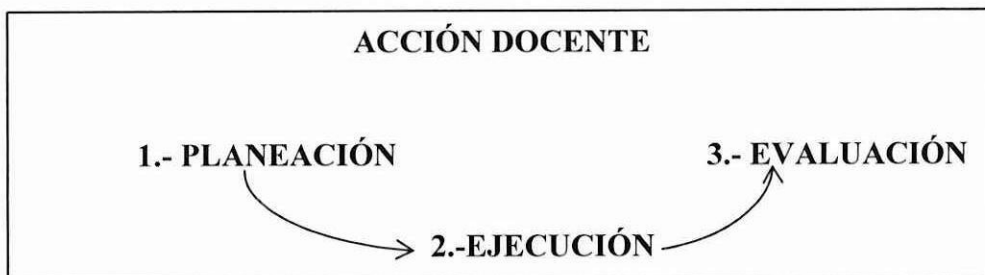 ACCIÓN DOCENTE
1.- PLANEACIÓN
3.- EVALUACIÓN
2.-EJECUCIÓN